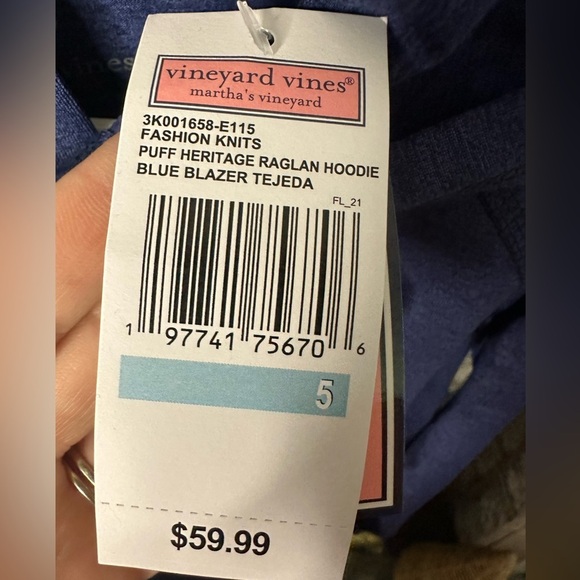 vineyard vines®
martha's vineyard
3K001658-E115
FASHION KNITS
PUFF HERITAGE RAGLAN HOODIE
BLUE BLAZER TEJEDA
FL_21
1 97741 75670 6
5
$59.99